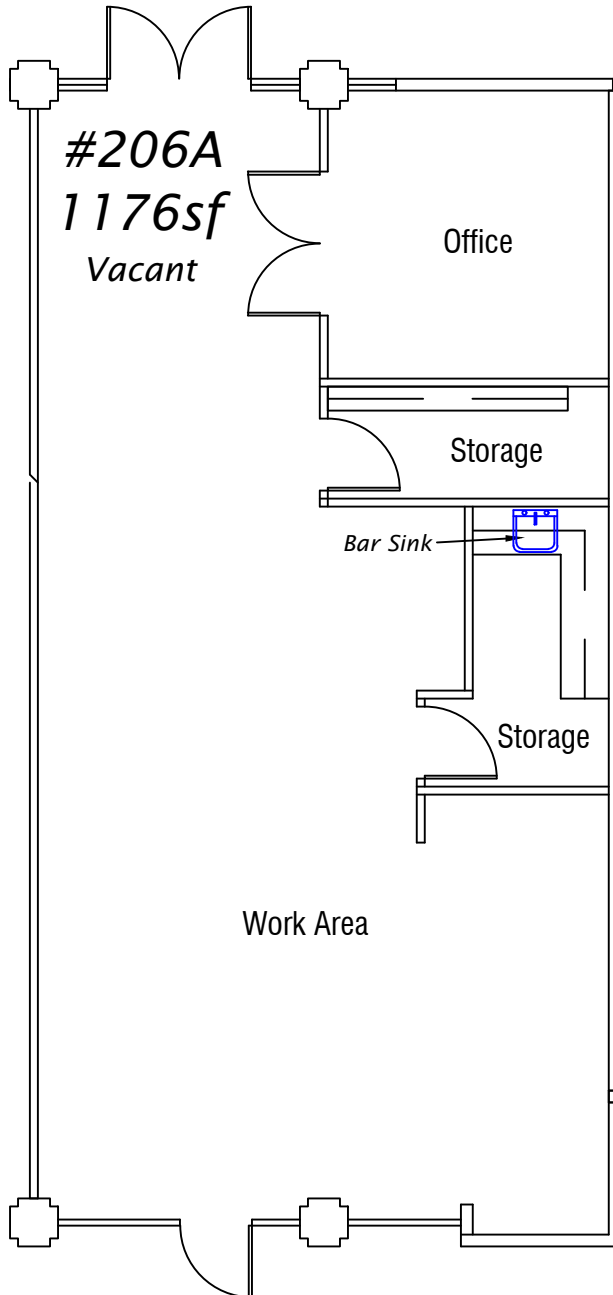 #206A
1176sf
Vacant
Office
Storage
Bar Sink
Storage
Work Area